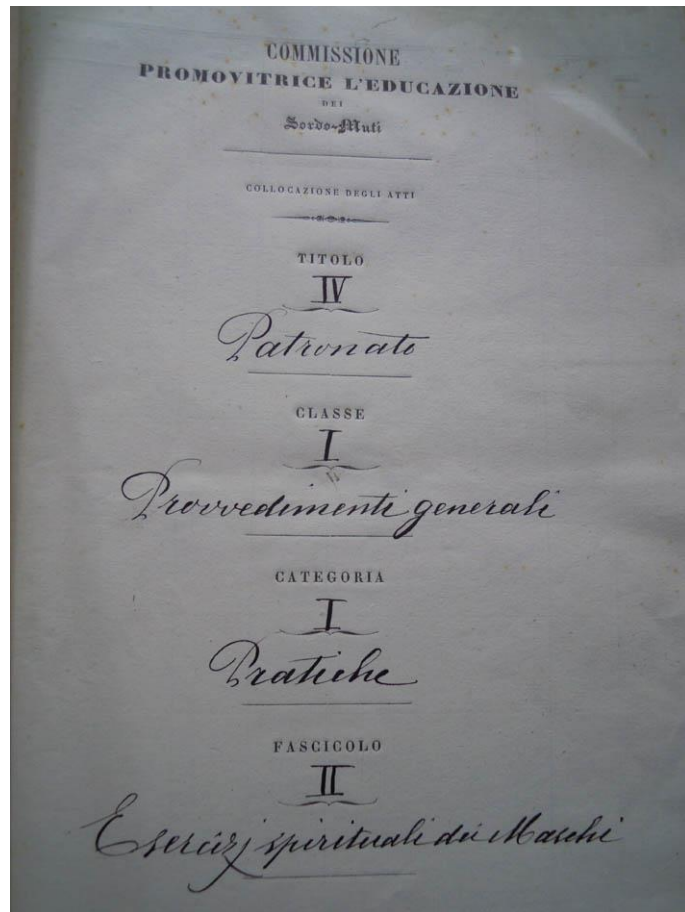 COMMISSIONE
PROMOVITRICE L'EDUCAZIONE
DEI
Sordo-Muti
COLLOCAZIONE DEGLI ATTI
TITOLO
IV
Patronato
CLASSE
I
Provvedimenti generali
CATEGORIA
I
Pratiche
FASCICOLO
II
Esercizj spirituali dei Maschi